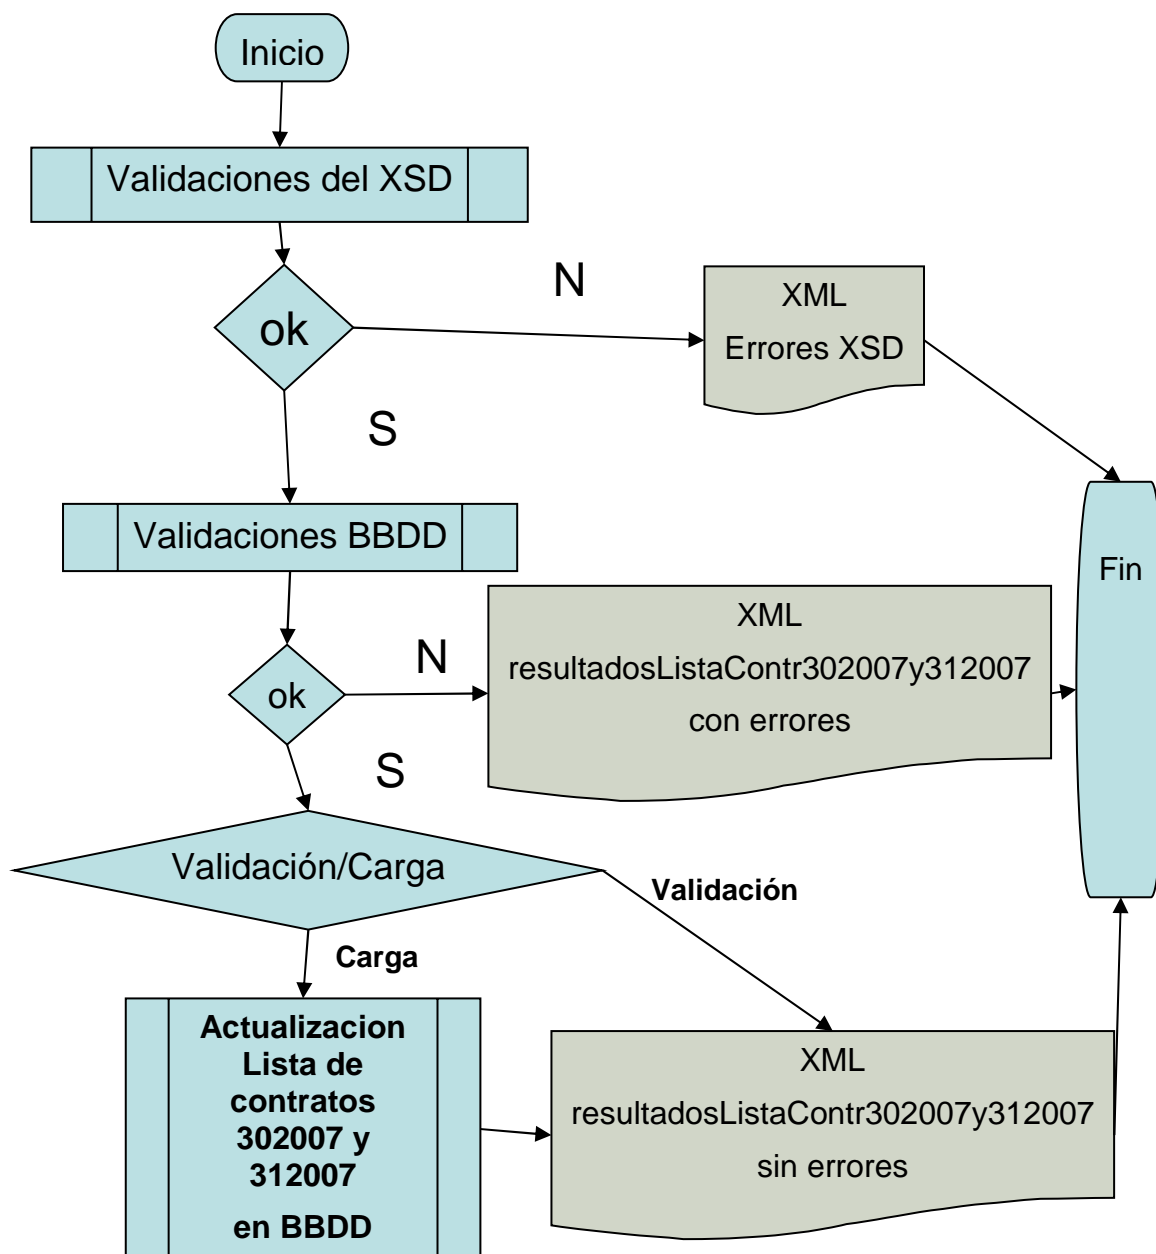 Inicio
Validaciones del XSD
ok
N
XML
Errores XSD
S
Validaciones BBDD
Fin
ok
N
XML
resultadosListaContr302007y312007
con errores
S
Validación/Carga
Validación
Carga
Actualizacion
Lista de
contratos
302007 y
312007
en BBDD
XML
resultadosListaContr302007y312007
sin errores